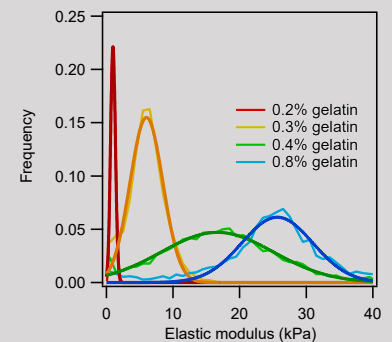 0.25
0.20
0.15
0.10
0.05
0.00
Frequency
0.2% gelatin
0.3% gelatin
0.4% gelatin
0.8% gelatin
0
10
20
30
40
Elastic modulus (kPa)